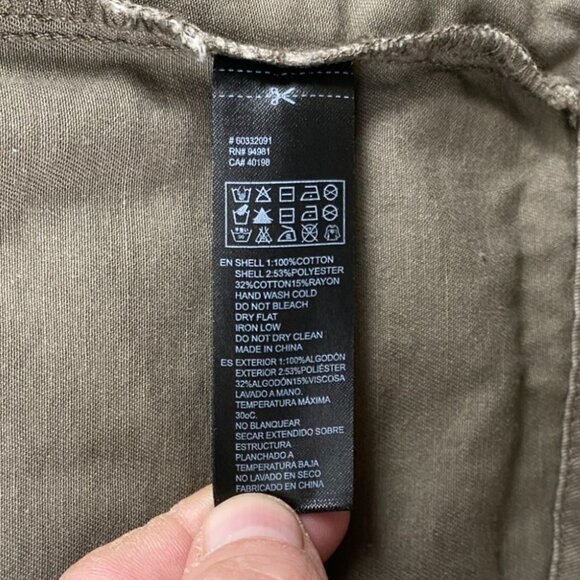 # 60332091
RN# 94981
CA# 40198
EN SHELL 1:100%COTTON
SHELL 2:53%POLYESTER
32%COTTON15%RAYON
HAND WASH COLD
DO NOT BLEACH
DRY FLAT
IRON LOW
DO NOT DRY CLEAN
MADE IN CHINA
ES EXTERIOR 1:100%ALGODÓN
EXTERIOR 2:53%POLIÉSTER
32%ALGODÓN15%VISCOSA
LAVADO A MANO.
TEMPERATURA MÁXIMA
30oC.
NO BLANQUEAR
SECAR EXTENDIDO SOBRE
ESTRUCTURA
PLANCHADO A
TEMPERATURA BAJA
NO LAVADO EN SECO
FABRICADO EN CHINA